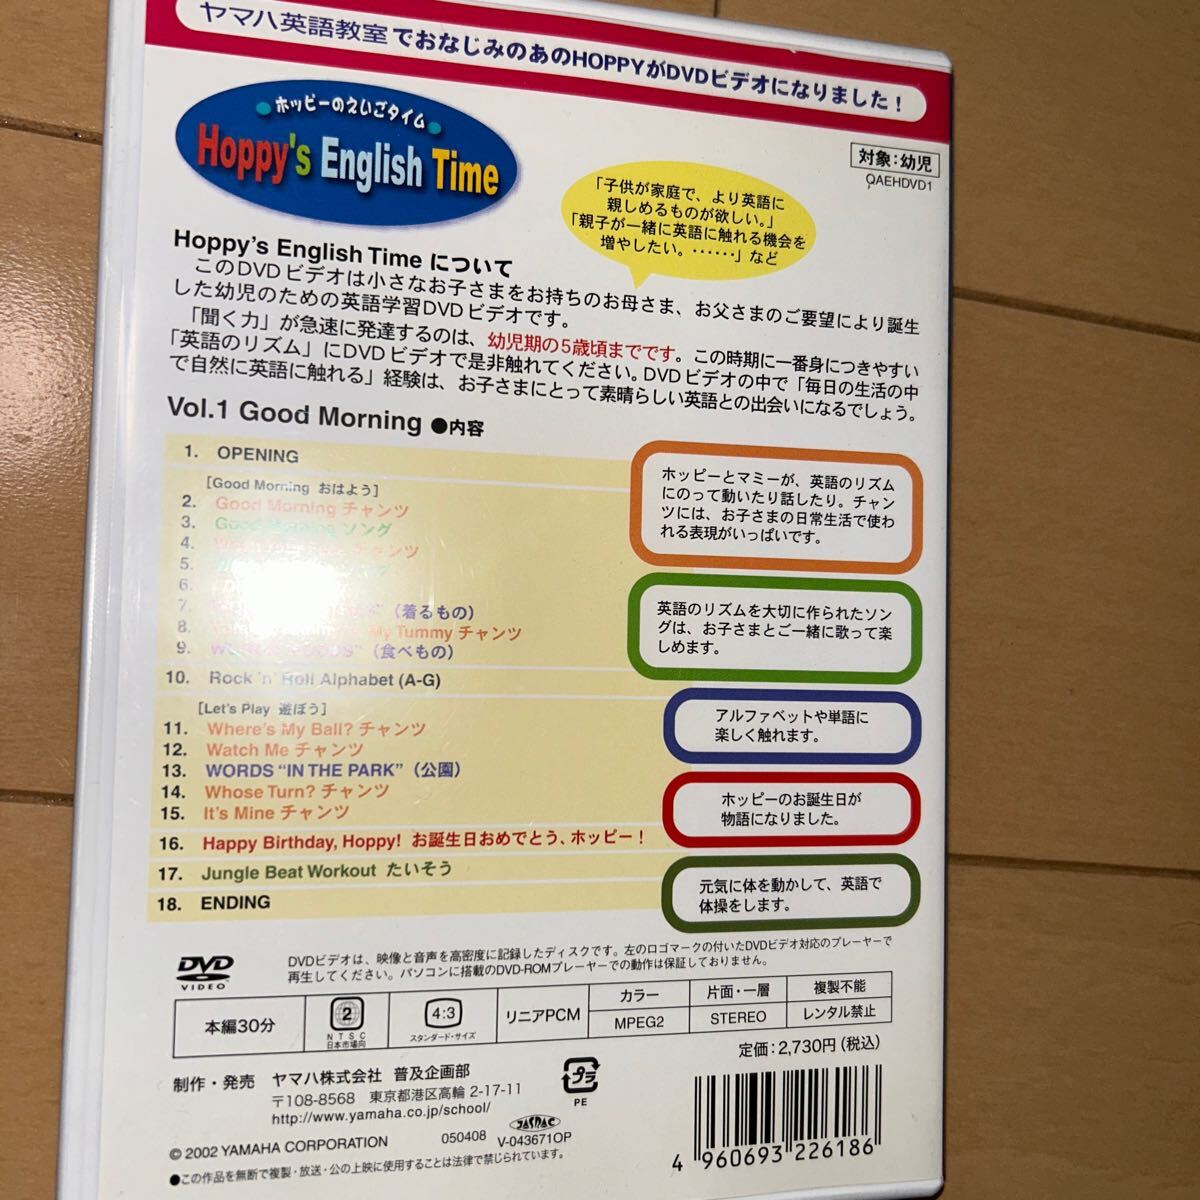 ヤマハ英語教室でおなじみのあのHOPPYがDVDビデオになりました！
ホッピーのえいごタイム
Hoppy's English Time
対象：幼児
QAEHDVD1
「子供が家庭で、より英語に
親しめるものが欲しい。」
「親子が一緒に英語に触れる機会を
増やしたい。……」など
Hoppy's English Time について
このDVDビデオは小さなお子さまをお持ちのお母さま、お父さまのご要望により誕生
した幼児のための英語学習DVDビデオです。
「聞く力」が急速に発達するのは、幼児期の5歳頃までです。この時期に一番身につきやすい
「英語のリズム」にDVDビデオで是非触れてください。DVDビデオの中で「毎日の生活の中
で自然に英語に触れる」経験は、お子さまにとって素晴らしい英語との出会いになるでしょう。
Vol.1 Good Morning ●内容
1. OPENING
[Good Morning おはよう]
2. Good Morning チャンツ
3. Good Morning ソング
4. チャンツ
5.
6.
7. （着るもの）
8. My Tummy チャンツ
9. （食べもの）
10. Rock 'n' Roll Alphabet (A-G)
[Let's Play 遊ぼう]
11. Where's My Ball? チャンツ
12. Watch Me チャンツ
13. WORDS “IN THE PARK”（公園）
14. Whose Turn? チャンツ
15. It's Mine チャンツ
16. Happy Birthday, Hoppy! お誕生日おめでとう、ホッピー！
17. Jungle Beat Workout たいそう
18. ENDING
ホッピーとマミーが、英語のリズム
にのって動いたり話したり。チャン
ツには、お子さまの日常生活で使わ
れる表現がいっぱいです。
英語のリズムを大切に作られたソン
グは、お子さまとご一緒に歌って楽
しめます。
アルファベットや単語に
楽しく触れます。
ホッピーのお誕生日が
物語になりました。
元気に体を動かして、英語で
体操をします。
DVD
VIDEO
DVDビデオは、映像と音声を高密度に記録したディスクです。左のロゴマークの付いたDVDビデオ対応のプレーヤーで
再生してください。パソコンに搭載のDVD-ROMプレーヤーでの動作は保証しておりません。
本編30分
2
NTSC
日本市場向
4:3
スタンダード・サイズ
リニアPCM
カラー
MPEG2
片面・一層
STEREO
複製不能
レンタル禁止
定価：2,730円（税込）
制作・発売 ヤマハ株式会社 普及企画部
〒108-8568 東京都港区高輪 2-17-11
http://www.yamaha.co.jp/school/
プラ
PE
© 2002 YAMAHA CORPORATION
050408
JASRAC
V-043671OP
●この作品を無断で複製・放送・公の上映に使用することは法律で禁じられています。
4 960693 226186